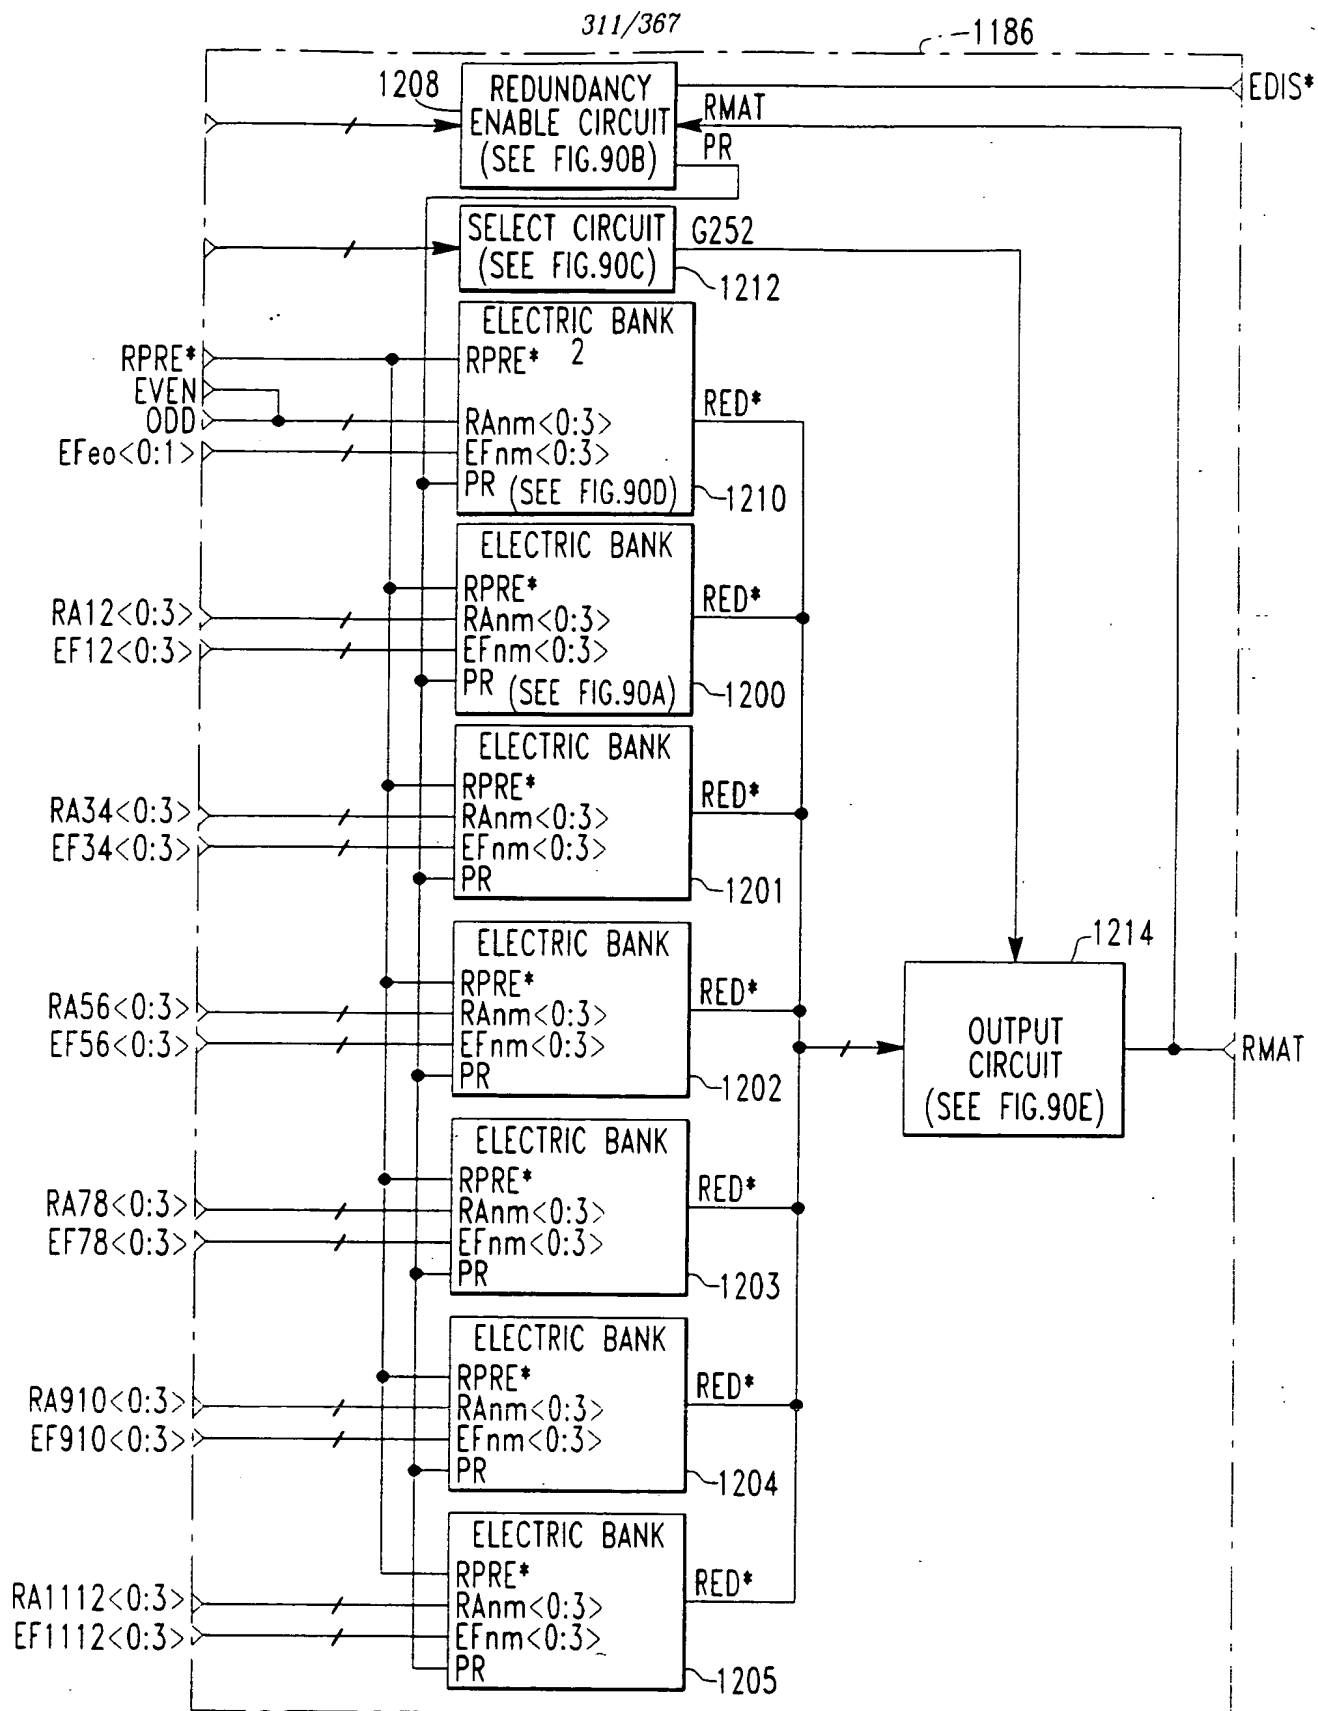 311/367
1186
1208
REDUNDANCY
ENABLE CIRCUIT
(SEE FIG.90B)
EDIS*
RMAT
PR
SELECT CIRCUIT
(SEE FIG.90C)
G252
1212
ELECTRIC BANK
2
RPRE*
RPRE*
EVEN
ODD
RAnm<0:3>
RED*
EFeo<0:1>
EFnm<0:3>
PR
(SEE FIG.90D)
1210
ELECTRIC BANK
RPRE*
RED*
RA12<0:3>
RAnm<0:3>
EF12<0:3>
EFnm<0:3>
PR
(SEE FIG.90A)
1200
ELECTRIC BANK
RPRE*
RED*
RA34<0:3>
RAnm<0:3>
EF34<0:3>
EFnm<0:3>
PR
1201
ELECTRIC BANK
RPRE*
RED*
RA56<0:3>
RAnm<0:3>
EF56<0:3>
EFnm<0:3>
PR
1202
1214
OUTPUT
CIRCUIT
(SEE FIG.90E)
RMAT
ELECTRIC BANK
RPRE*
RED*
RA78<0:3>
RAnm<0:3>
EF78<0:3>
EFnm<0:3>
PR
1203
ELECTRIC BANK
RPRE*
RED*
RA910<0:3>
RAnm<0:3>
EF910<0:3>
EFnm<0:3>
PR
1204
ELECTRIC BANK
RPRE*
RED*
RA1112<0:3>
RAnm<0:3>
EF1112<0:3>
EFnm<0:3>
PR
1205